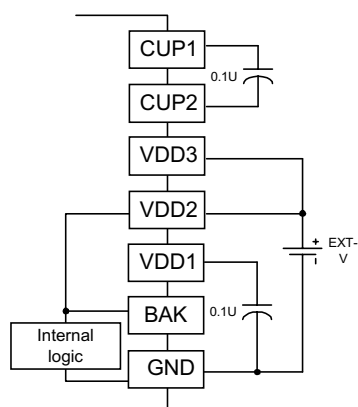 CUP1
0.1U
CUP2
VDD3
VDD2
+ EXT-
V
-
VDD1
BAK
0.1U
Internal
logic
GND